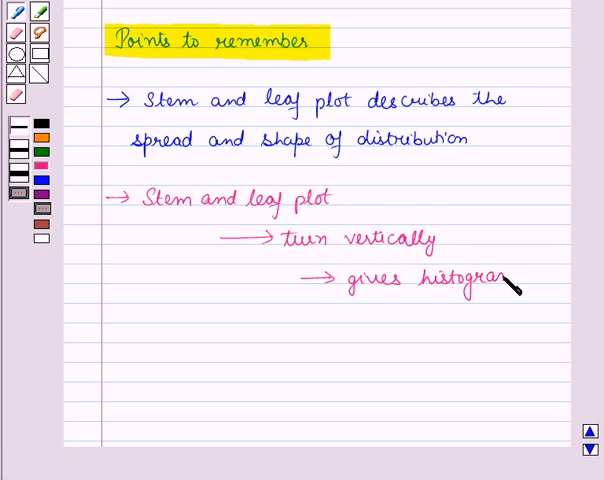 Points to remember
→ Stem and leaf plot describes the
spread and shape of distribution
→ Stem and leaf plot
→ turn vertically
→ gives histogra